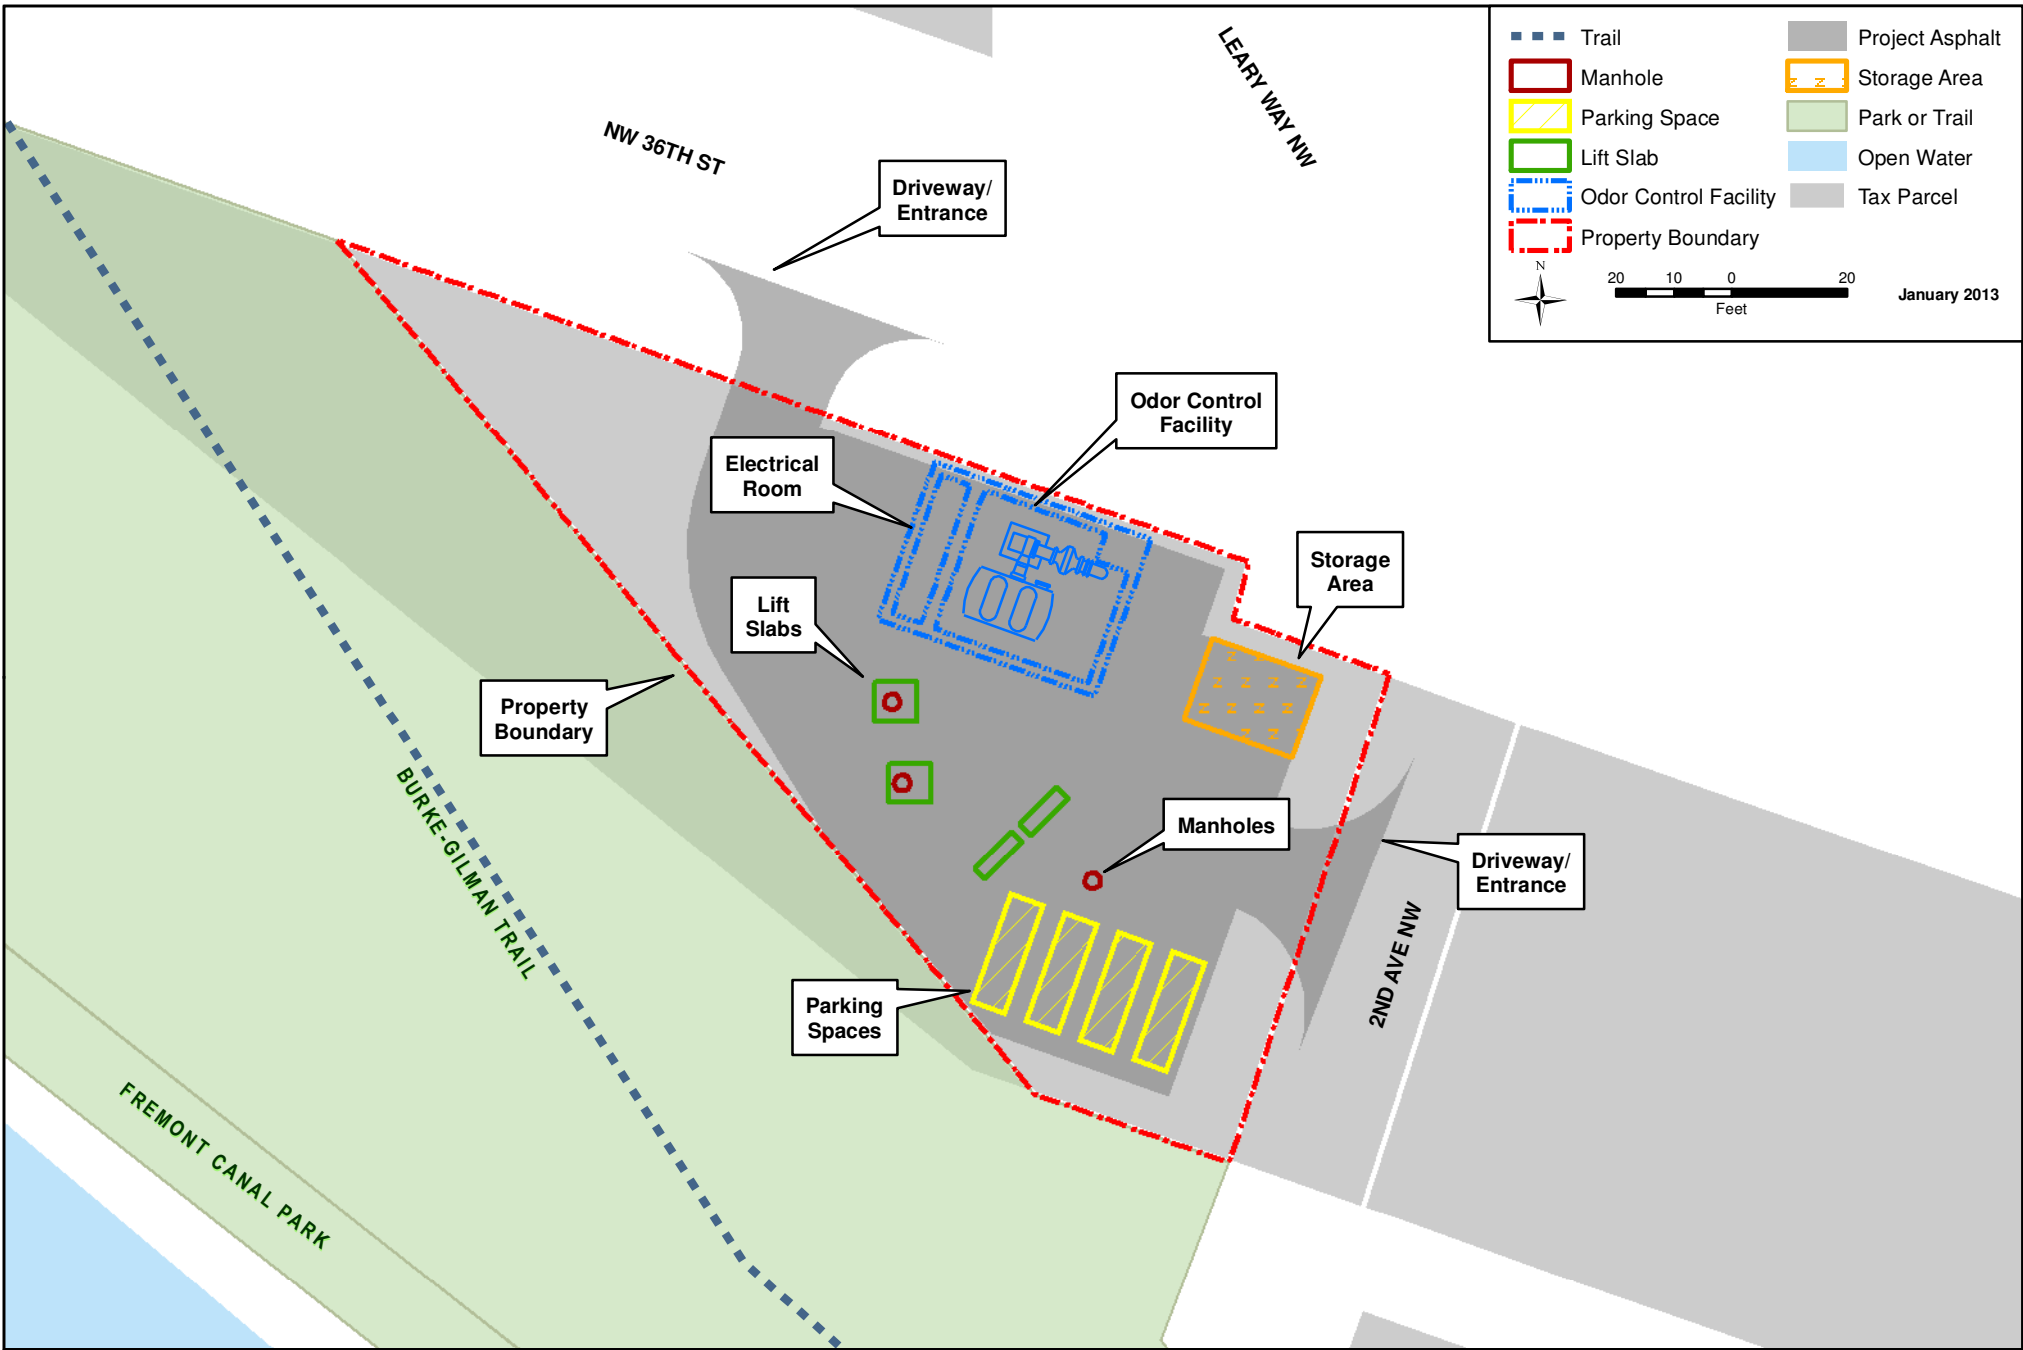 Trail
Manhole
Parking Space
Lift Slab
Odor Control Facility
Property Boundary
Project Asphalt
Storage Area
Park or Trail
Open Water
Tax Parcel
N
20 10 0 20
Feet
January 2013
LEARY WAY NW
NW 36TH ST
Driveway/
Entrance
Odor Control
Facility
Electrical
Room
Storage
Area
Lift
Slabs
Property
Boundary
Manholes
Driveway/
Entrance
2ND AVE NW
Parking
Spaces
BURKE-GILMAN TRAIL
FREMONT CANAL PARK